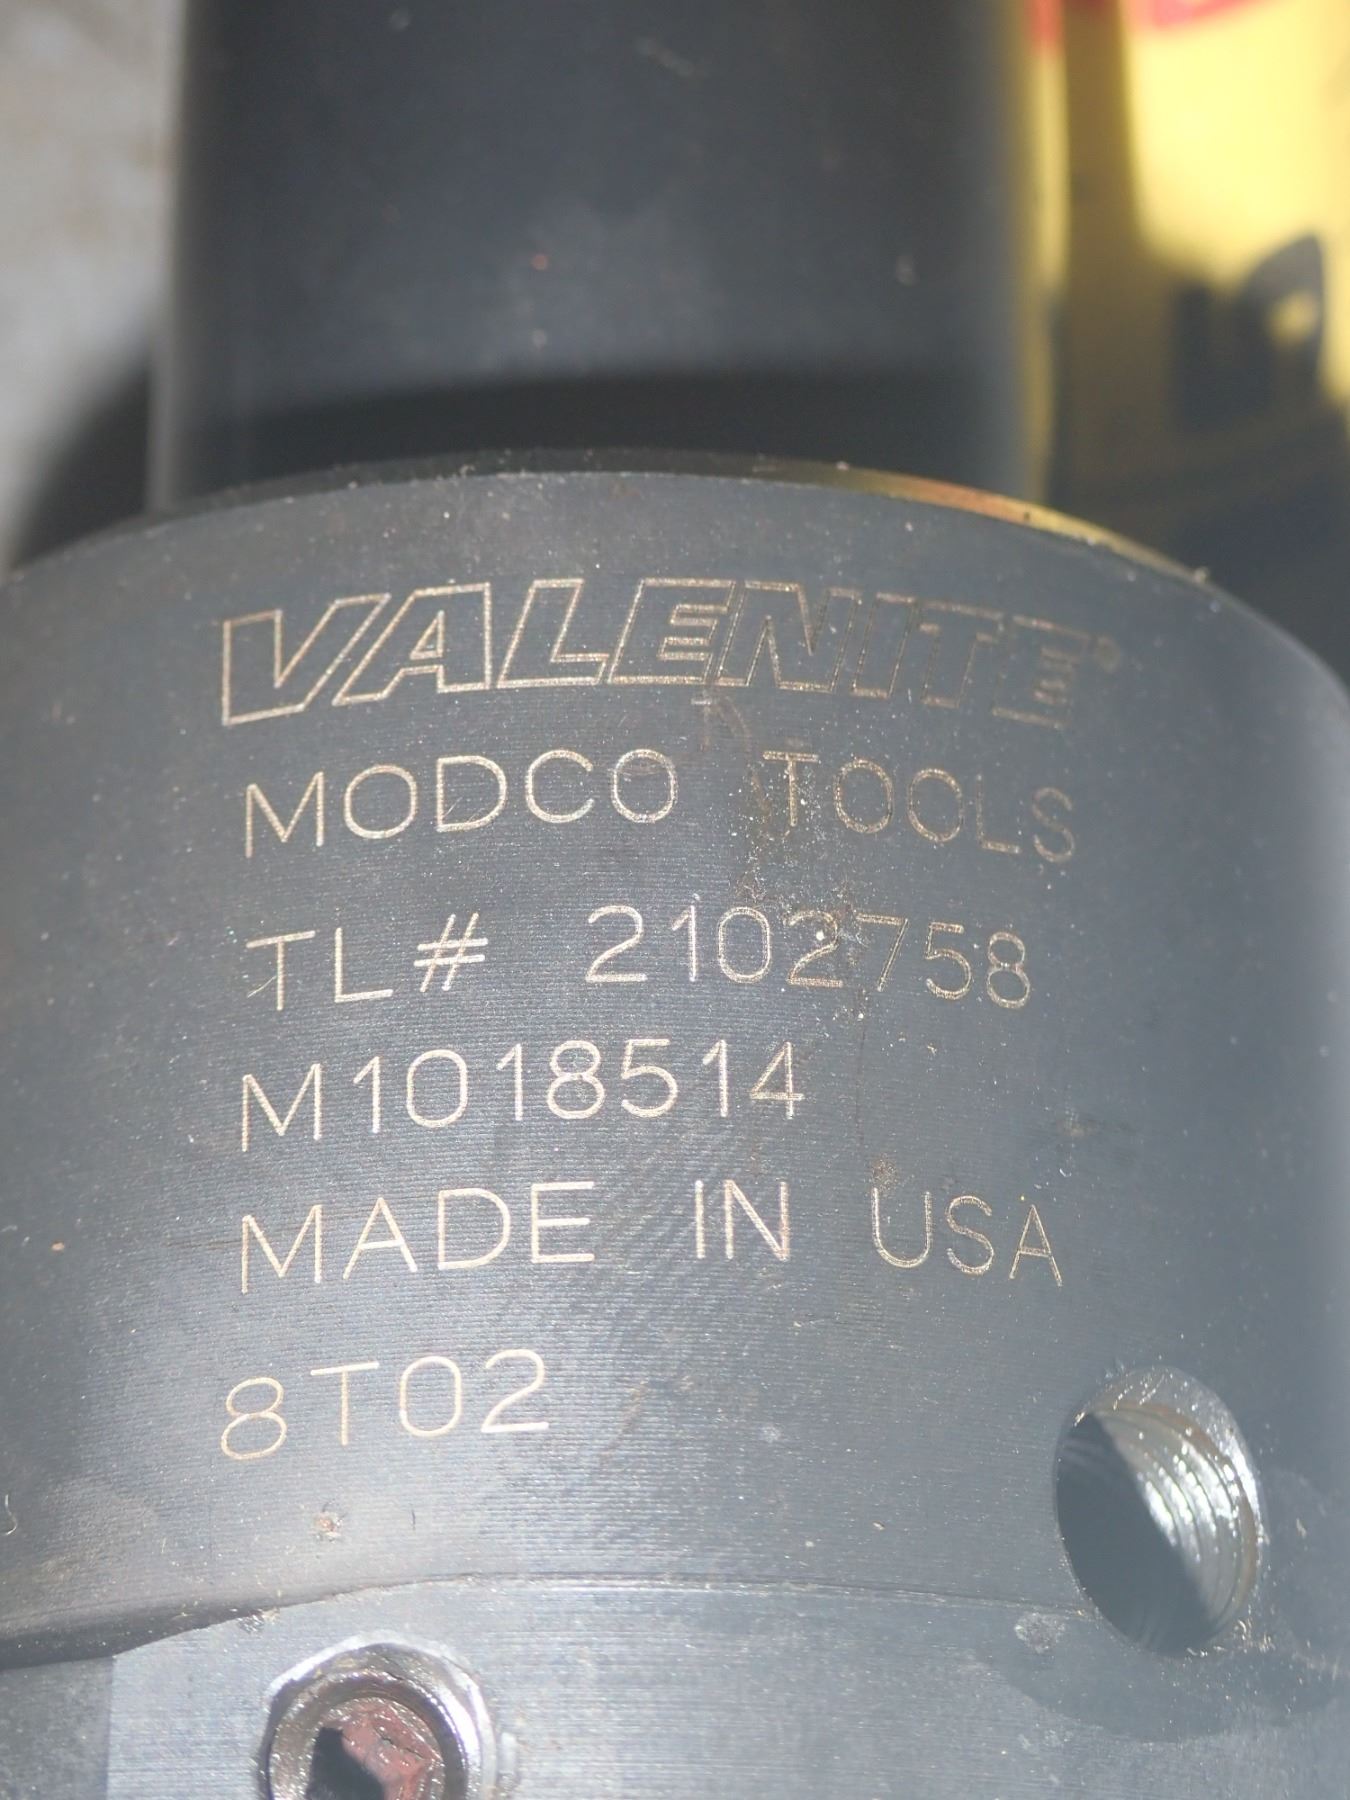 VALENITE
MODCO TOOLS
TL# 2102758
M1018514
MADE IN USA
8T02